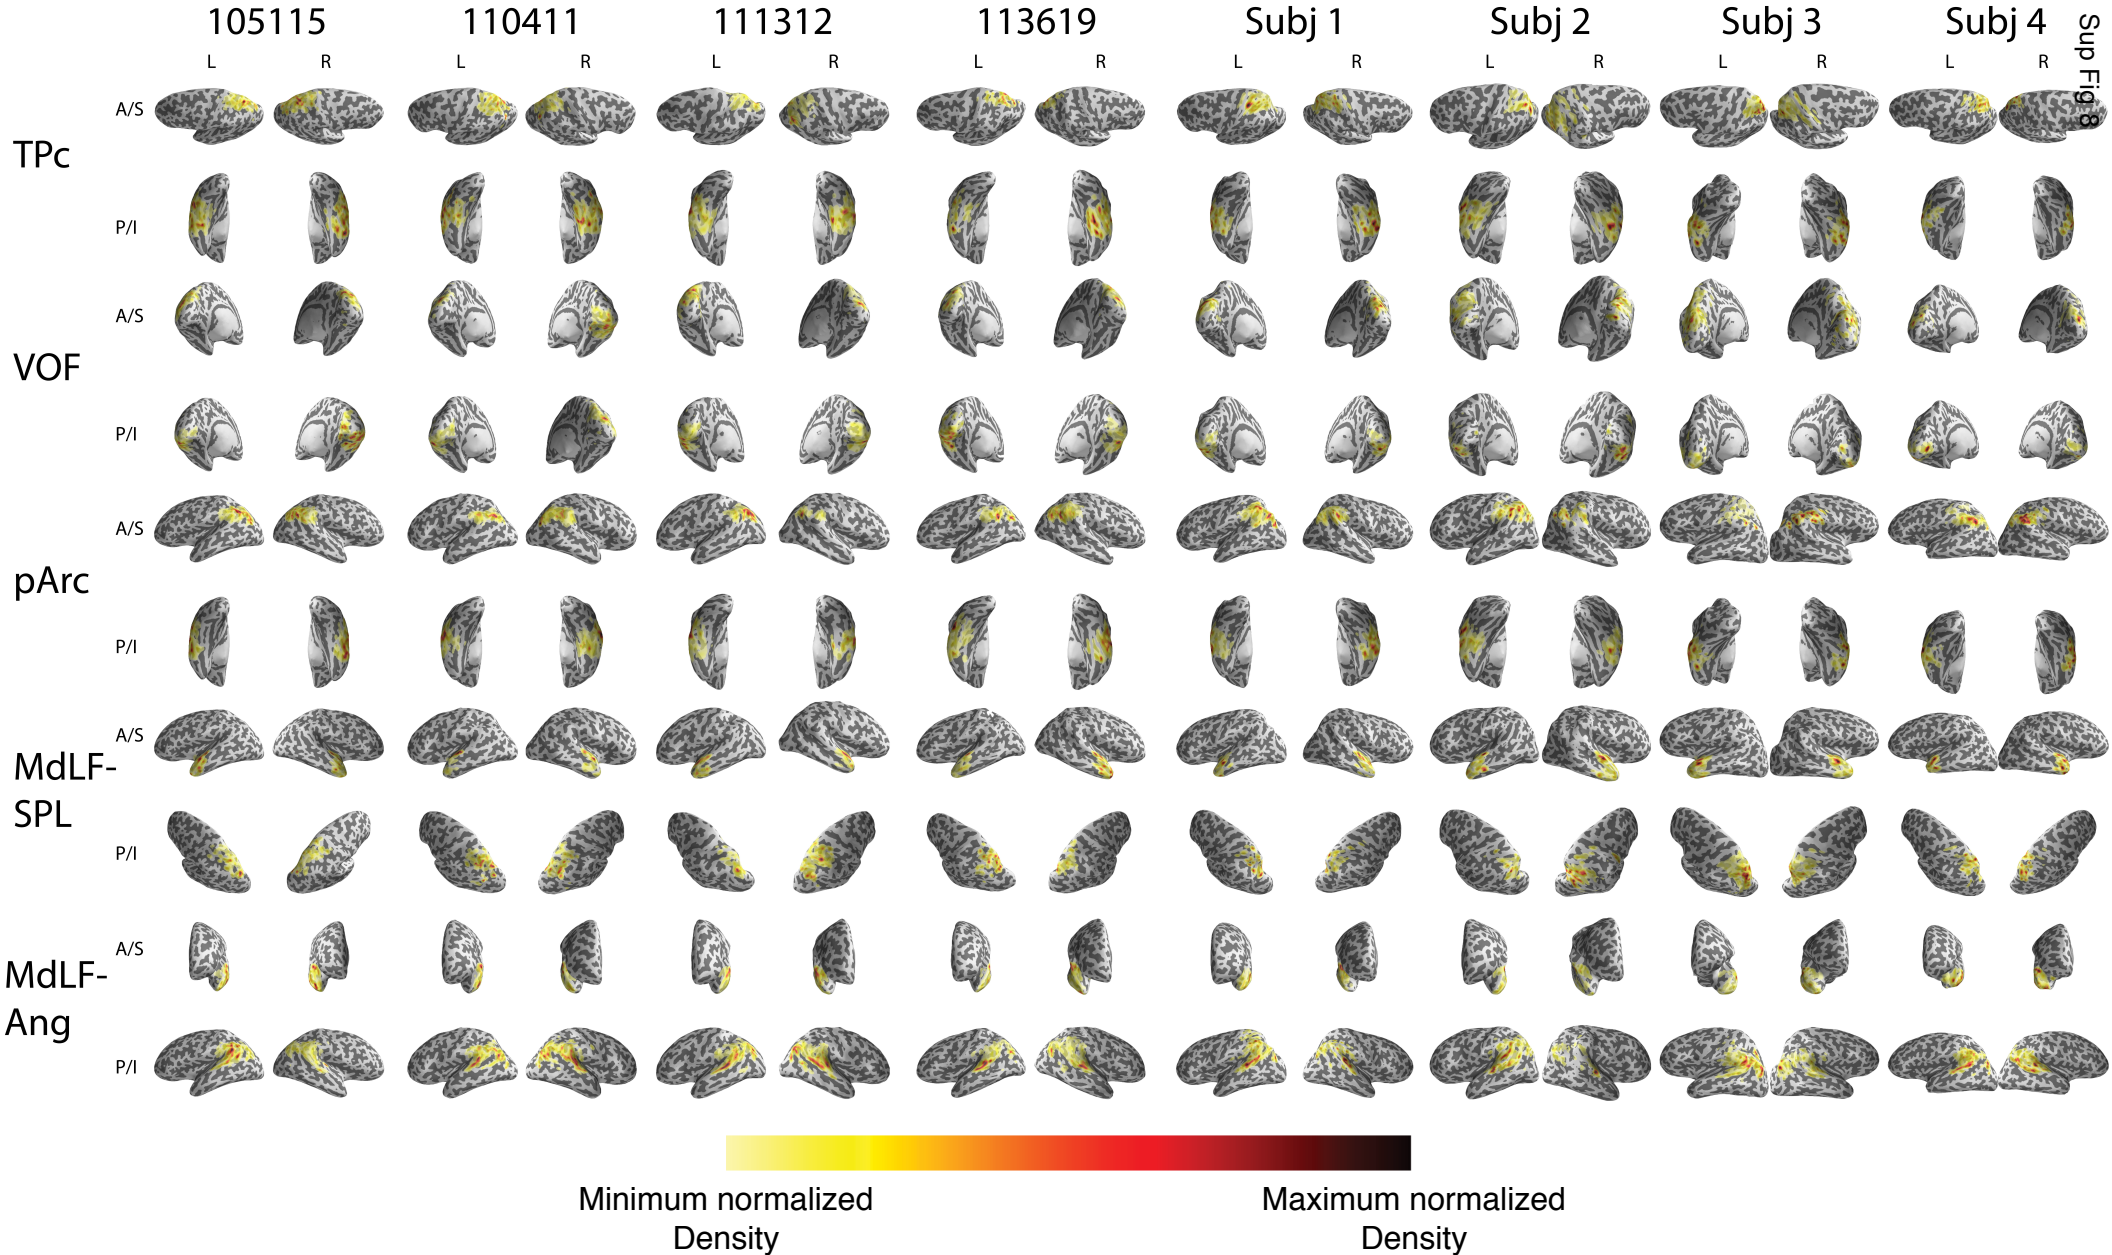 105115 110411 111312 113619 Subj 1 Subj 2 Subj 3 Subj 4
Sup Fig 8
L R L R L R L R L R L R L R L R
A/S
TPc
P/I
A/S
VOF
P/I
A/S
pArc
P/I
A/S
MdLF-
SPL
P/I
A/S
MdLF-
Ang
P/I
Minimum normalized
Density
Maximum normalized
Density